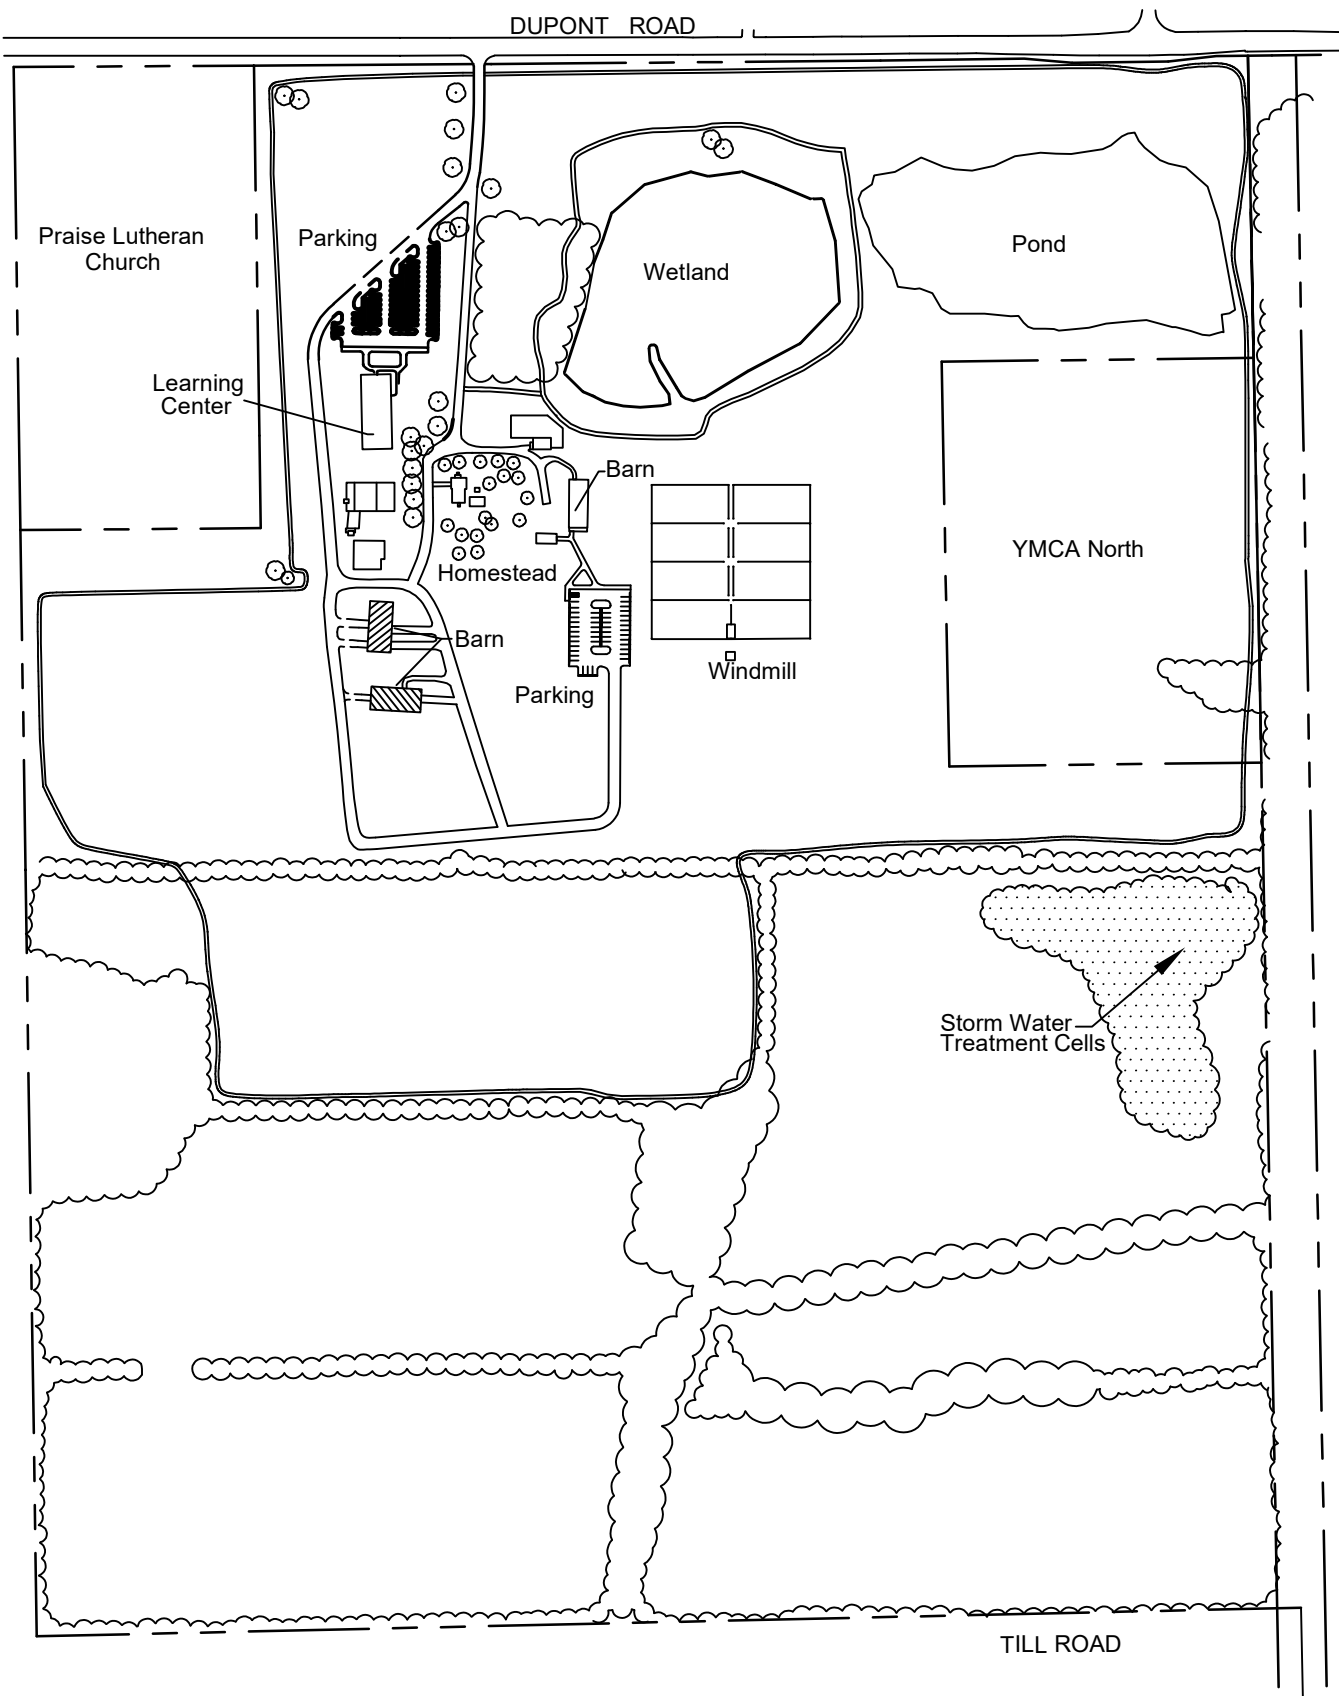 DUPONT ROAD
Praise Lutheran
Church
Parking
Wetland
Pond
Learning
Center
Barn
YMCA North
Homestead
Barn
Windmill
Parking
Storm Water
Treatment Cells
TILL ROAD